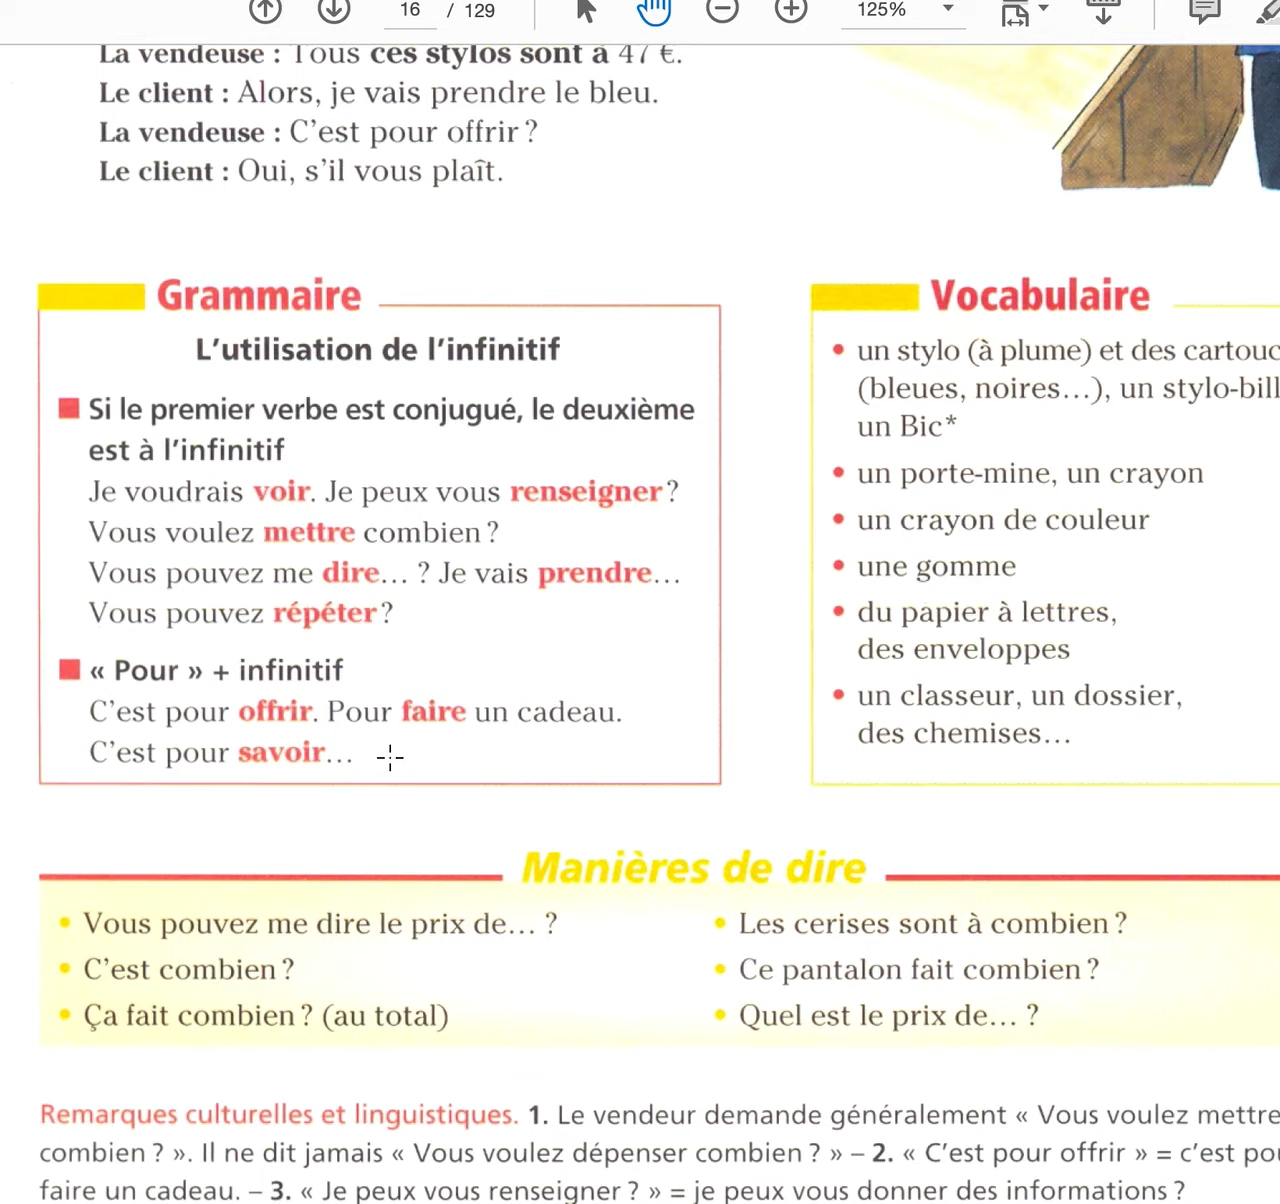 16 / 129 125%
La vendeuse : Tous ces stylos sont à 47 €.
Le client : Alors, je vais prendre le bleu.
La vendeuse : C’est pour offrir ?
Le client : Oui, s’il vous plaît.
Grammaire
L’utilisation de l’infinitif
Si le premier verbe est conjugué, le deuxième
est à l’infinitif
Je voudrais voir. Je peux vous renseigner ?
Vous voulez mettre combien ?
Vous pouvez me dire… ? Je vais prendre…
Vous pouvez répéter ?
« Pour » + infinitif
C’est pour offrir. Pour faire un cadeau.
C’est pour savoir…
Vocabulaire
• un stylo (à plume) et des cartouc
(bleues, noires…), un stylo-bill
un Bic*
• un porte-mine, un crayon
• un crayon de couleur
• une gomme
• du papier à lettres,
des enveloppes
• un classeur, un dossier,
des chemises…
Manières de dire
• Vous pouvez me dire le prix de… ?
• C’est combien ?
• Ça fait combien ? (au total)
• Les cerises sont à combien ?
• Ce pantalon fait combien ?
• Quel est le prix de… ?
Remarques culturelles et linguistiques. 1. Le vendeur demande généralement « Vous voulez mettre
combien ? ». Il ne dit jamais « Vous voulez dépenser combien ? » – 2. « C’est pour offrir » = c’est pou
faire un cadeau. – 3. « Je peux vous renseigner ? » = je peux vous donner des informations ?